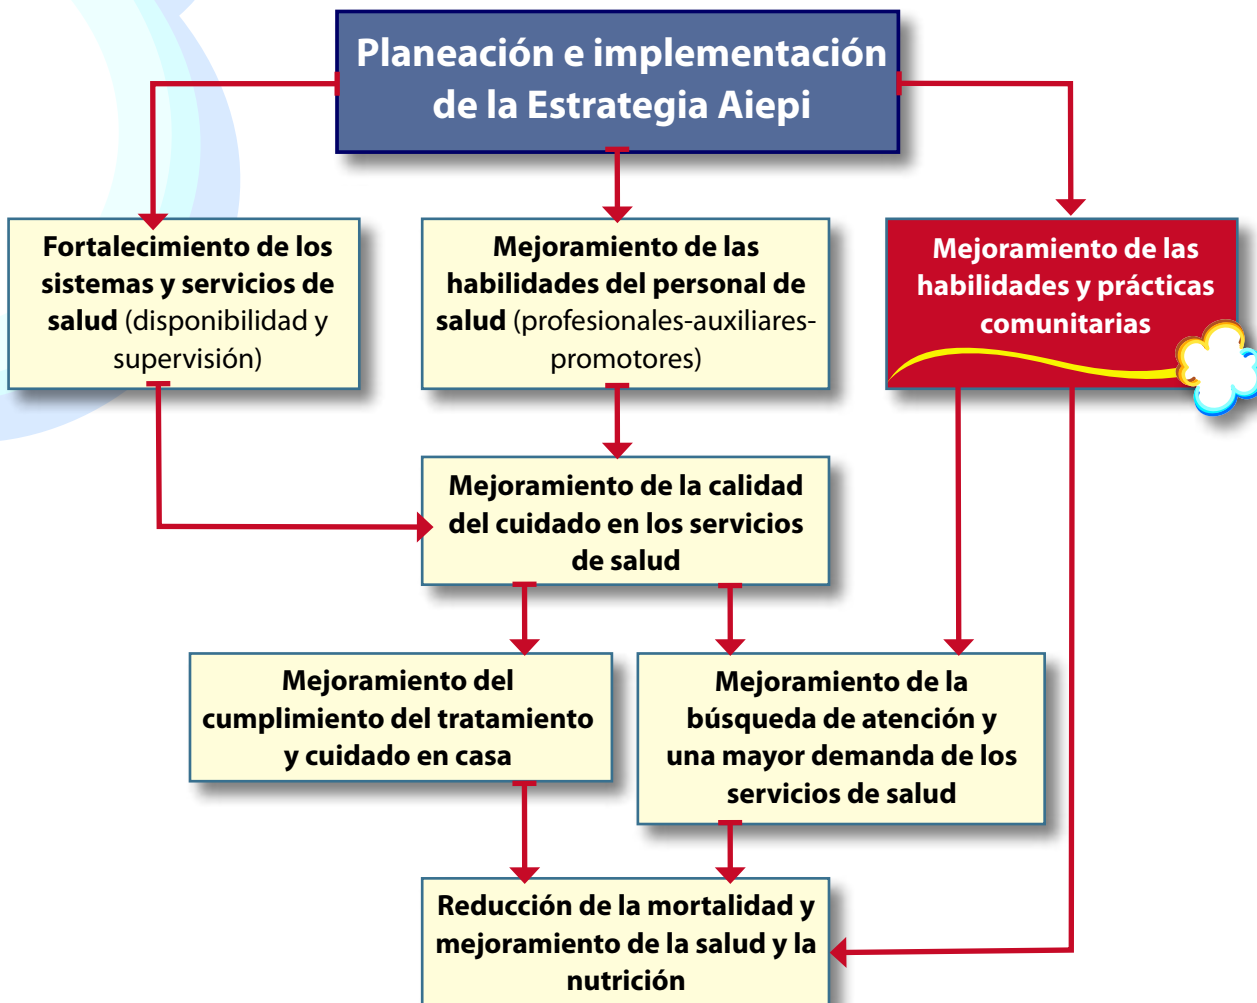 Planeación e implementación
de la Estrategia Aiepi
Fortalecimiento de los
sistemas y servicios de
salud (disponibilidad y
supervisión)
Mejoramiento de las
habilidades del personal de
salud (profesionales-auxiliares-
promotores)
Mejoramiento de las
habilidades y prácticas
comunitarias
Mejoramiento de la calidad
del cuidado en los servicios
de salud
Mejoramiento del
cumplimiento del tratamiento
y cuidado en casa
Mejoramiento de la
búsqueda de atención y
una mayor demanda de los
servicios de salud
Reducción de la mortalidad y
mejoramiento de la salud y la
nutrición